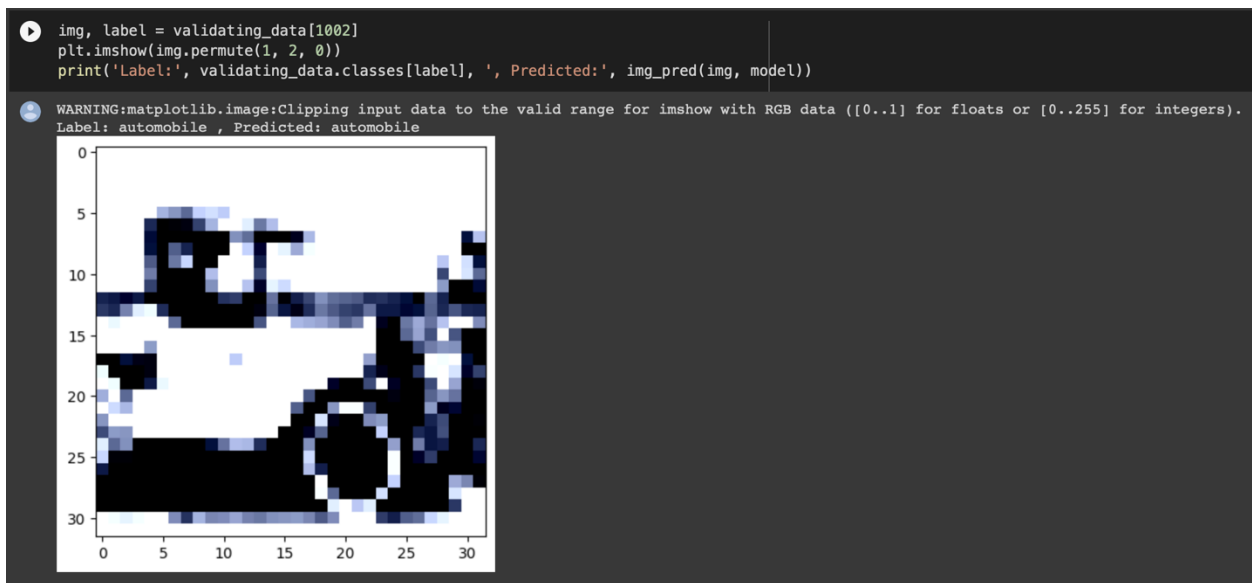 img, label = validating_data[1002]
plt.imshow(img.permute(1, 2, 0))
print('Label:', validating_data.classes[label], ', Predicted:', img_pred(img, model))
WARNING:matplotlib.image:Clipping input data to the valid range for imshow with RGB data ([0..1] for floats or [0..255] for integers).
Label: automobile , Predicted: automobile
0
5
10
15
20
25
30
0 5 10 15 20 25 30